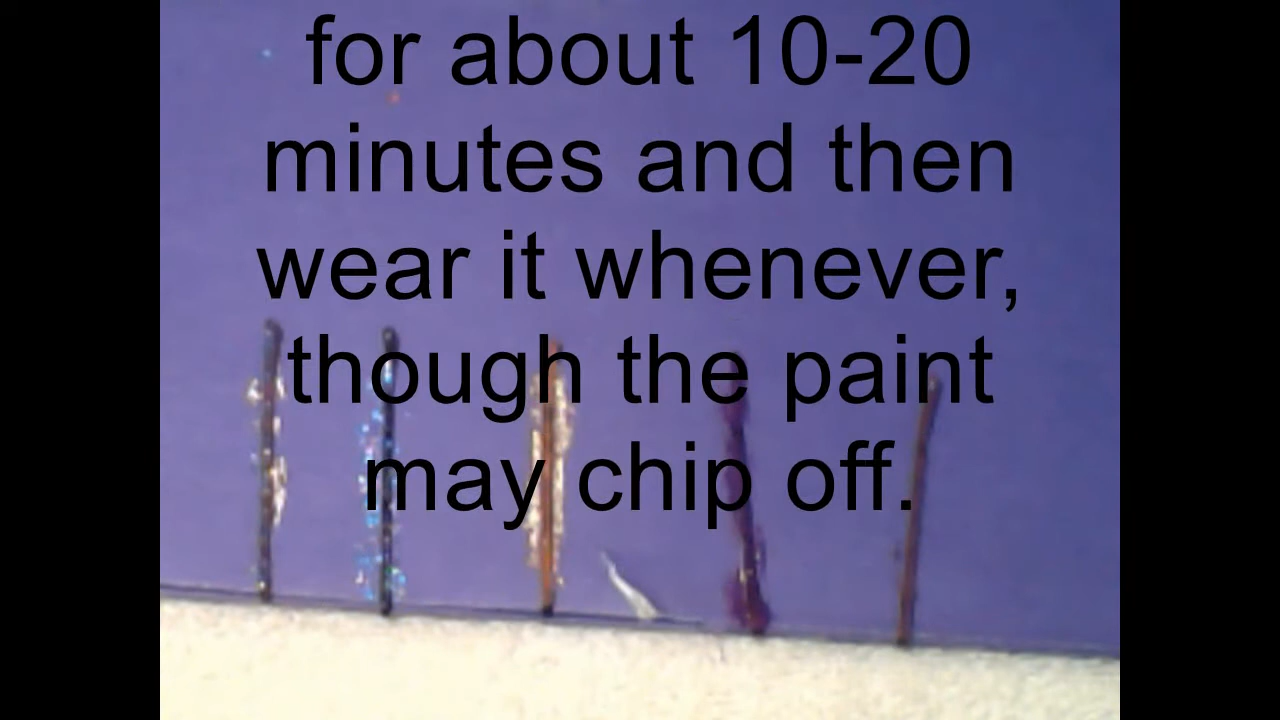 for about 10-20
minutes and then
wear it whenever,
though the paint
may chip off.